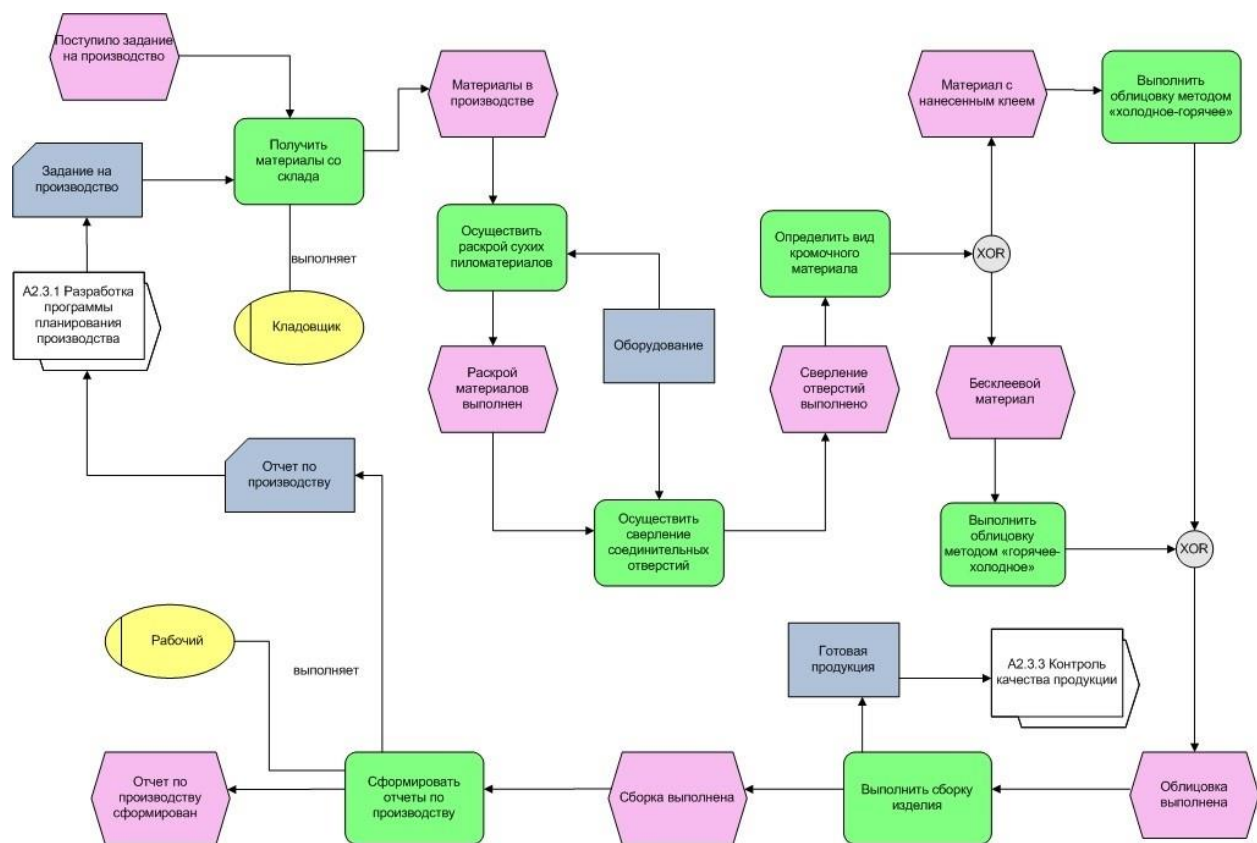 Поступило задание
на производство
Материалы в
производстве
Материал с
нанесенным клеем
Выполнить
облицовку методом
«холодное-горячее»
Получить
материалы со
склада
Задание на
производство
Осуществить
раскрой сухих
пиломатериалов
Определить вид
кромочного
материала
XOR
выполняет
А2.3.1 Разработка
программы
планирования
производства
Кладовщик
Оборудование
Раскрой
материалов
выполнен
Сверление
отверстий
выполнено
Бесклеевой
материал
Отчет по
производству
Осуществить
сверление
соединительных
отверстий
Выполнить
облицовку
методом «горячее-
холодное»
XOR
Рабочий
выполняет
Готовая
продукция
А2.3.3 Контроль
качества продукции
Отчет по
производству
сформирован
Сформировать
отчеты по
производству
Сборка выполнена
Выполнить сборку
изделия
Облицовка
выполнена